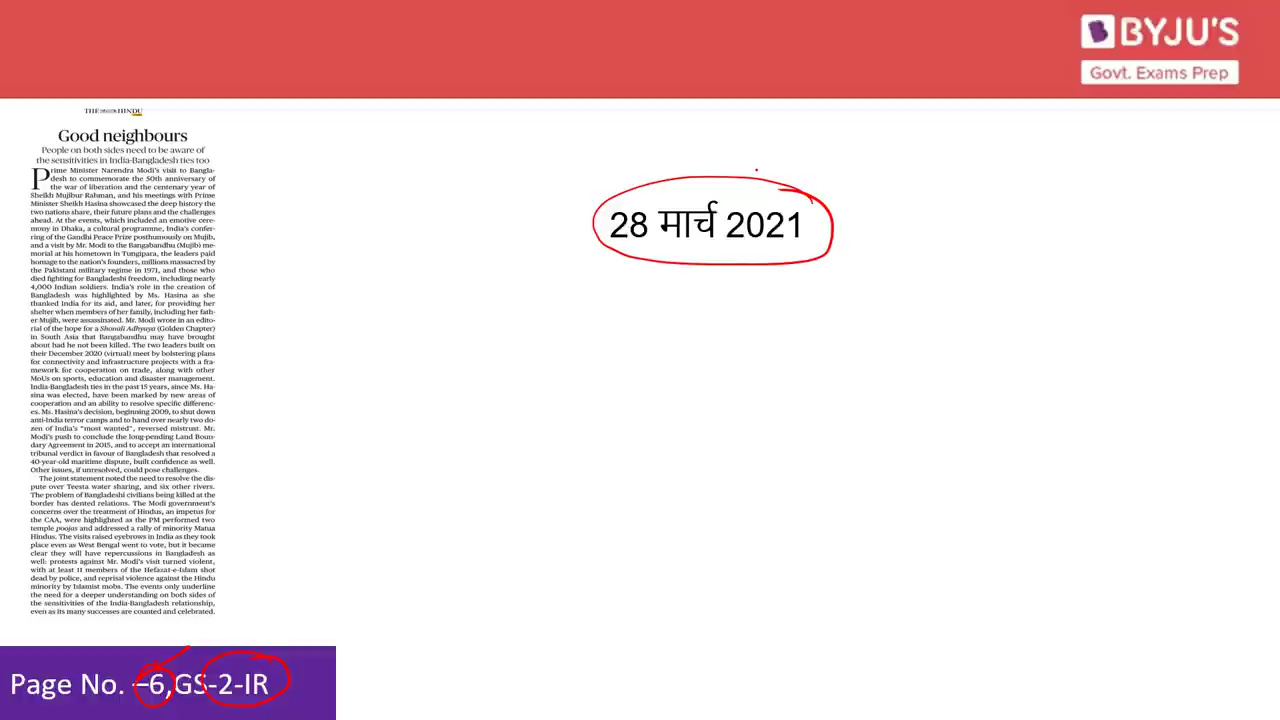 BYJU'S
Govt. Exams Prep
THE HINDU
Good neighbours
People on both sides need to be aware of
the sensitivities in India-Bangladesh ties too
Prime Minister Narendra Modi's visit to Bangla-
desh to commemorate the 50th anniversary of
the war of liberation and the centenary year of
Sheikh Mujibur Rahman, and his meetings with Prime
Minister Sheikh Hasina showcased the deep history the
two nations share, their future plans and the challenges
ahead. At the events, which included an emotive cere-
mony in Dhaka, a cultural programme, India's confer-
ring of the Gandhi Peace Prize posthumously on Mujib,
and a visit by Mr. Modi to the Bangabandhu (Mujib) me-
morial at his hometown in Tungipara, the leaders paid
homage to the nation's founders, millions massacred by
the Pakistani military regime in 1971, and those who
died fighting for Bangladeshi freedom, including nearly
4,000 Indian soldiers. India's role in the creation of
Bangladesh was highlighted by Ms. Hasina as she
thanked India for its aid, and later, for providing her
shelter when members of her family, including her fath-
er Mujib, were assassinated. Mr. Modi wrote in an edito-
rial of the hope for a Shonali Adhyaya (Golden Chapter)
in South Asia that Bangabandhu may have brought
about had he not been killed. The two leaders built on
their December 2020 (virtual) meet by bolstering plans
for connectivity and infrastructure projects with a fra-
mework for cooperation on trade, along with other
MoUs on sports, education and disaster management.
India-Bangladesh ties in the past 15 years, since Ms. Ha-
sina was elected, have been marked by new areas of
cooperation and an ability to resolve specific differenc-
es. Ms. Hasina's decision, beginning 2009, to shut down
anti-India terror camps and to hand over nearly two do-
zen of India's "most wanted", reversed mistrust. Mr.
Modi's push to conclude the long-pending Land Boun-
dary Agreement in 2015, and to accept an international
tribunal verdict in favour of Bangladesh that resolved a
40-year-old maritime dispute, built confidence as well.
Other issues, if unresolved, could pose challenges.
The joint statement noted the need to resolve the dis-
pute over Teesta water sharing, and six other rivers.
The problem of Bangladeshi civilians being killed at the
border has dented relations. The Modi government's
concerns over the treatment of Hindus, an impetus for
the CAA, were highlighted as the PM performed two
temple poojas and addressed a rally of minority Matua
Hindus. The visits raised eyebrows in India as they took
place even as West Bengal went to vote, but it became
clear they will have repercussions in Bangladesh as
well: protests against Mr. Modi's visit turned violent,
with at least 11 members of the Hefazat-e-Islam shot
dead by police, and reprisal violence against the Hindu
minority by Islamist mobs. The events only underline
the need for a deeper understanding on both sides of
the sensitivities of the India-Bangladesh relationship,
even as its many successes are counted and celebrated.
28 मार्च 2021
Page No. –6,GS-2-IR